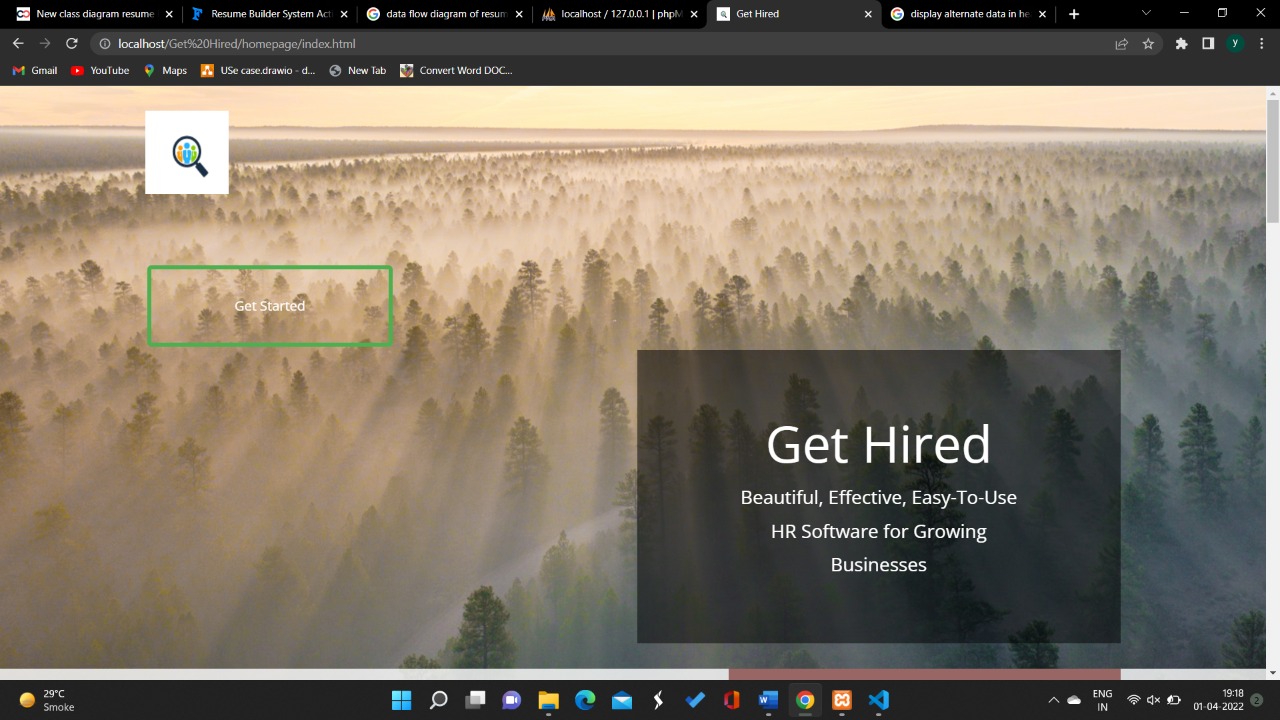 New class diagram resume
Resume Builder System Act
data flow diagram of resum
localhost / 127.0.0.1 | phpM
Get Hired
display alternate data in he
localhost/Get%20Hired/homepage/index.html
y
Gmail
YouTube
Maps
USe case.drawio - d...
New Tab
Convert Word DOC...
Get Started
Get Hired
Beautiful, Effective, Easy-To-Use
HR Software for Growing
Businesses
29°C
Smoke
ENG
IN
19:18
01-04-2022
2